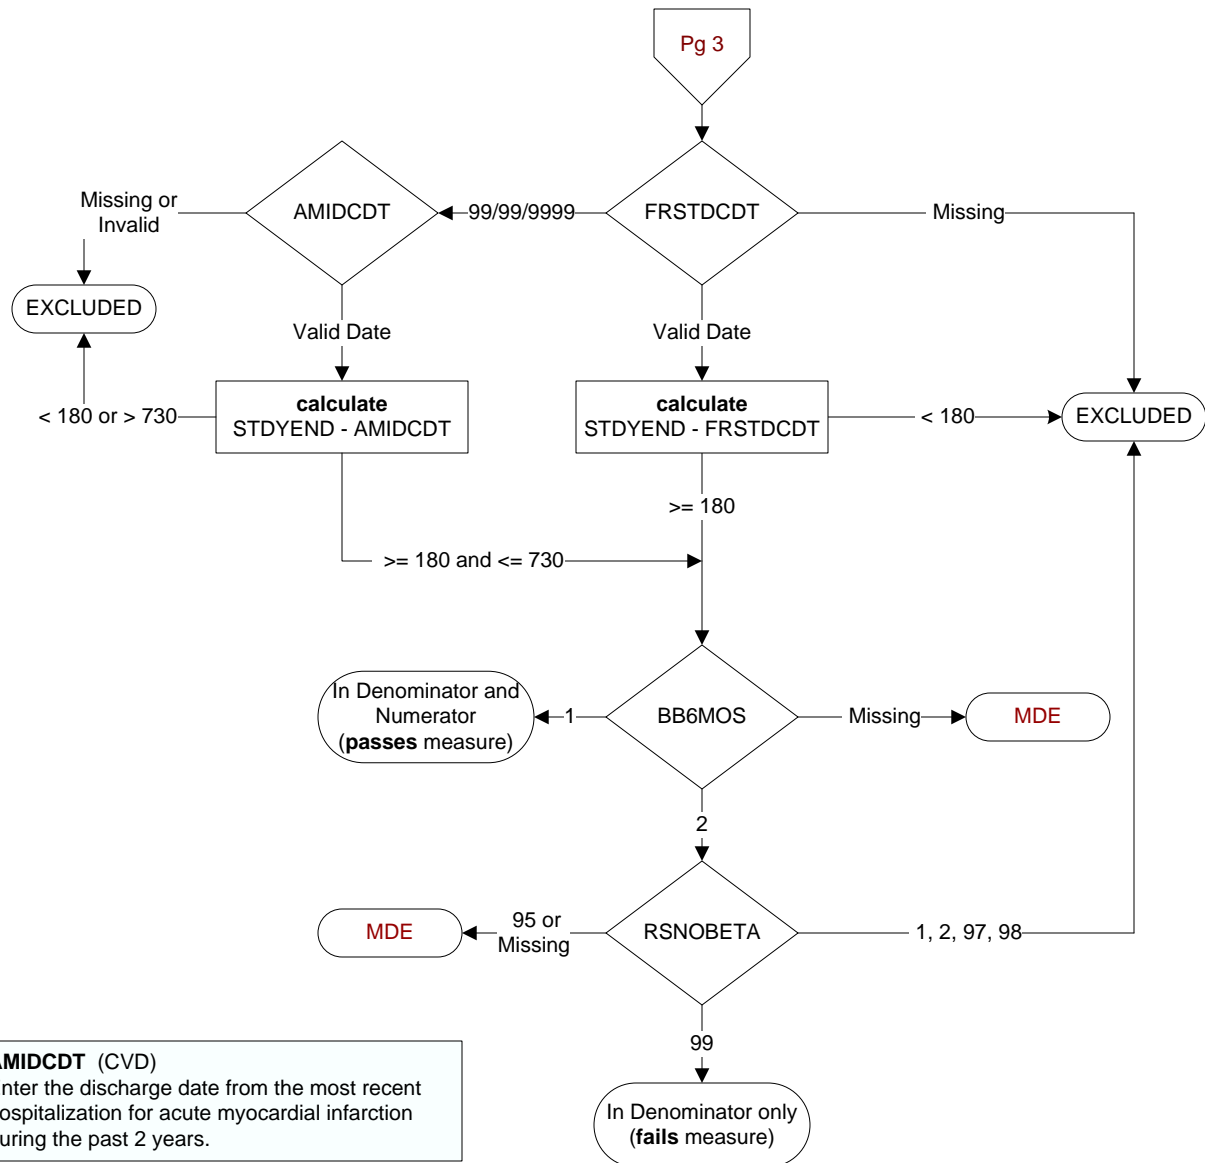 Pg 3
Missing or
Invalid
AMIDCDT
99/99/9999
FRSTDCDT
Missing
EXCLUDED
Valid Date
Valid Date
< 180 or > 730
calculate
STDYEND - AMIDCDT
calculate
STDYEND - FRSTDCDT
< 180
EXCLUDED
>= 180
>= 180 and <= 730
In Denominator and
Numerator
(passes measure)
1
BB6MOS
Missing
MDE
2
MDE
95 or
Missing
RSNOBETA
1, 2, 97, 98
99
In Denominator only
(fails measure)
AMIDCDT (CVD)
nter the discharge date from the most recent
ospitalization for acute myocardial infarction
uring the past 2 years.